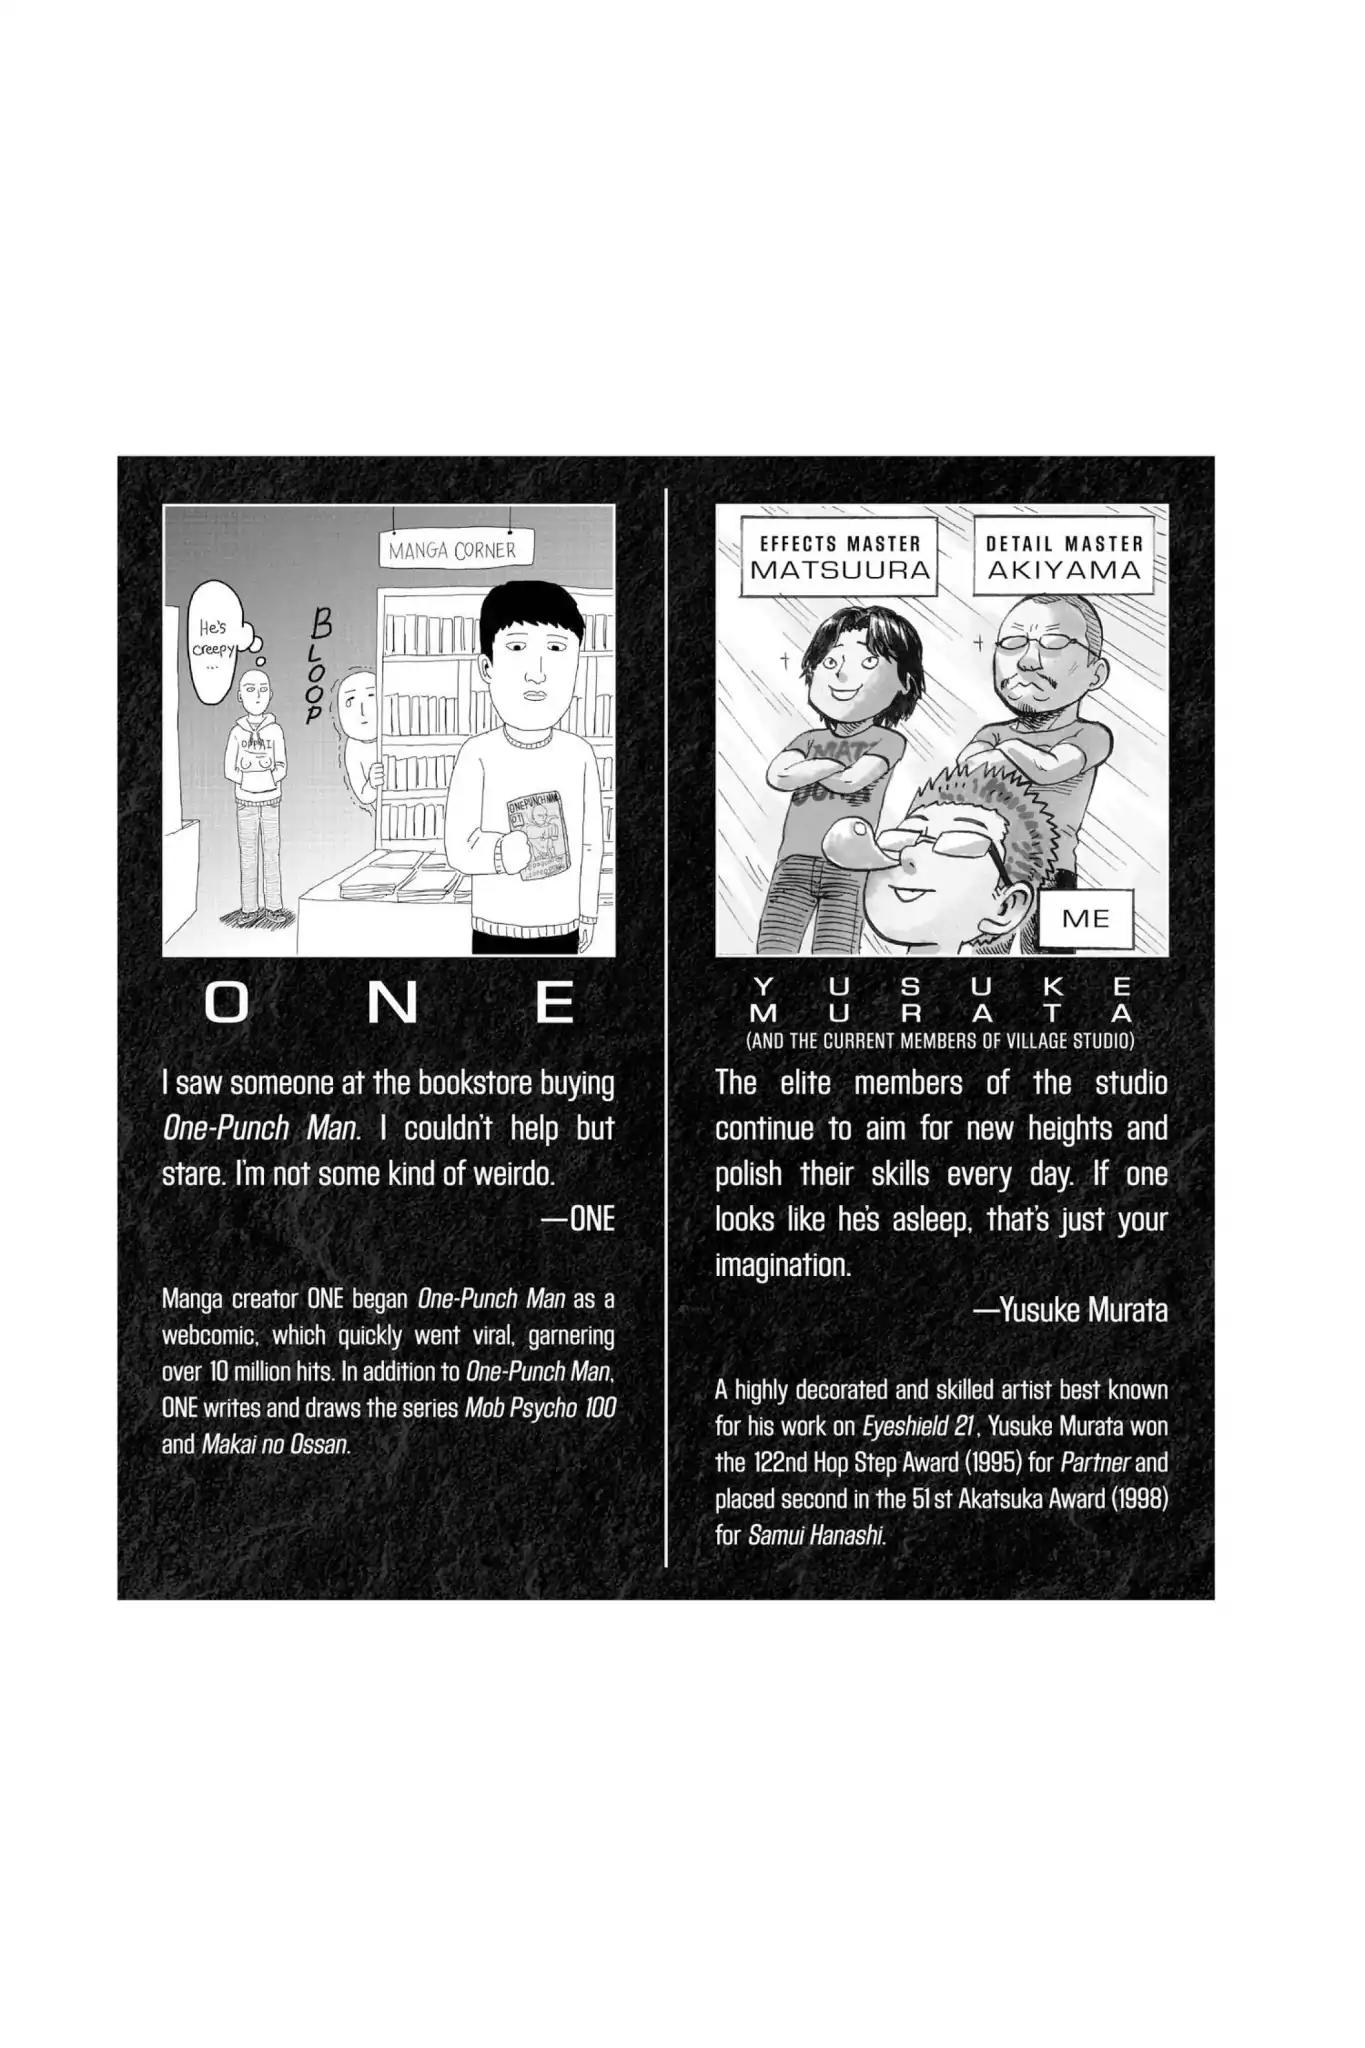 MANGA CORNER
He's
creepy
...
BLOOP
OPPAI
ONE PUNCH MAN
01
O N E
I saw someone at the bookstore buying
One-Punch Man. I couldn't help but
stare. I'm not some kind of weirdo.
—ONE
Manga creator ONE began One-Punch Man as a
webcomic, which quickly went viral, garnering
over 10 million hits. In addition to One-Punch Man,
ONE writes and draws the series Mob Psycho 100
and Makai no Ossan.
EFFECTS MASTER
MATSUURA
DETAIL MASTER
AKIYAMA
ME
YUSUKE
MURATA
(AND THE CURRENT MEMBERS OF VILLAGE STUDIO)
The elite members of the studio
continue to aim for new heights and
polish their skills every day. If one
looks like he's asleep, that's just your
imagination.
—Yusuke Murata
A highly decorated and skilled artist best known
for his work on Eyeshield 21, Yusuke Murata won
the 122nd Hop Step Award (1995) for Partner and
placed second in the 51st Akatsuka Award (1998)
for Samui Hanashi.